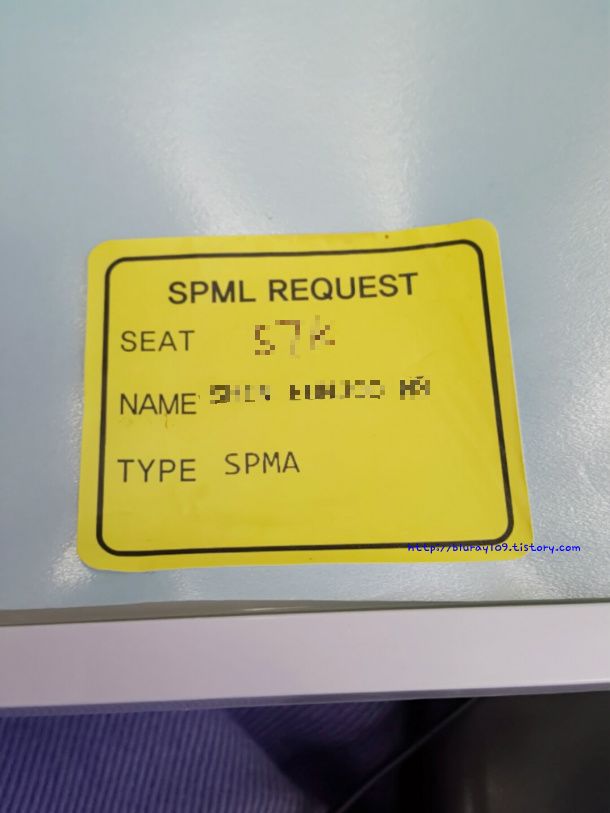 SPML REQUEST
SEAT
NAME
TYPE SPMA
http://bluray109.tistory.com